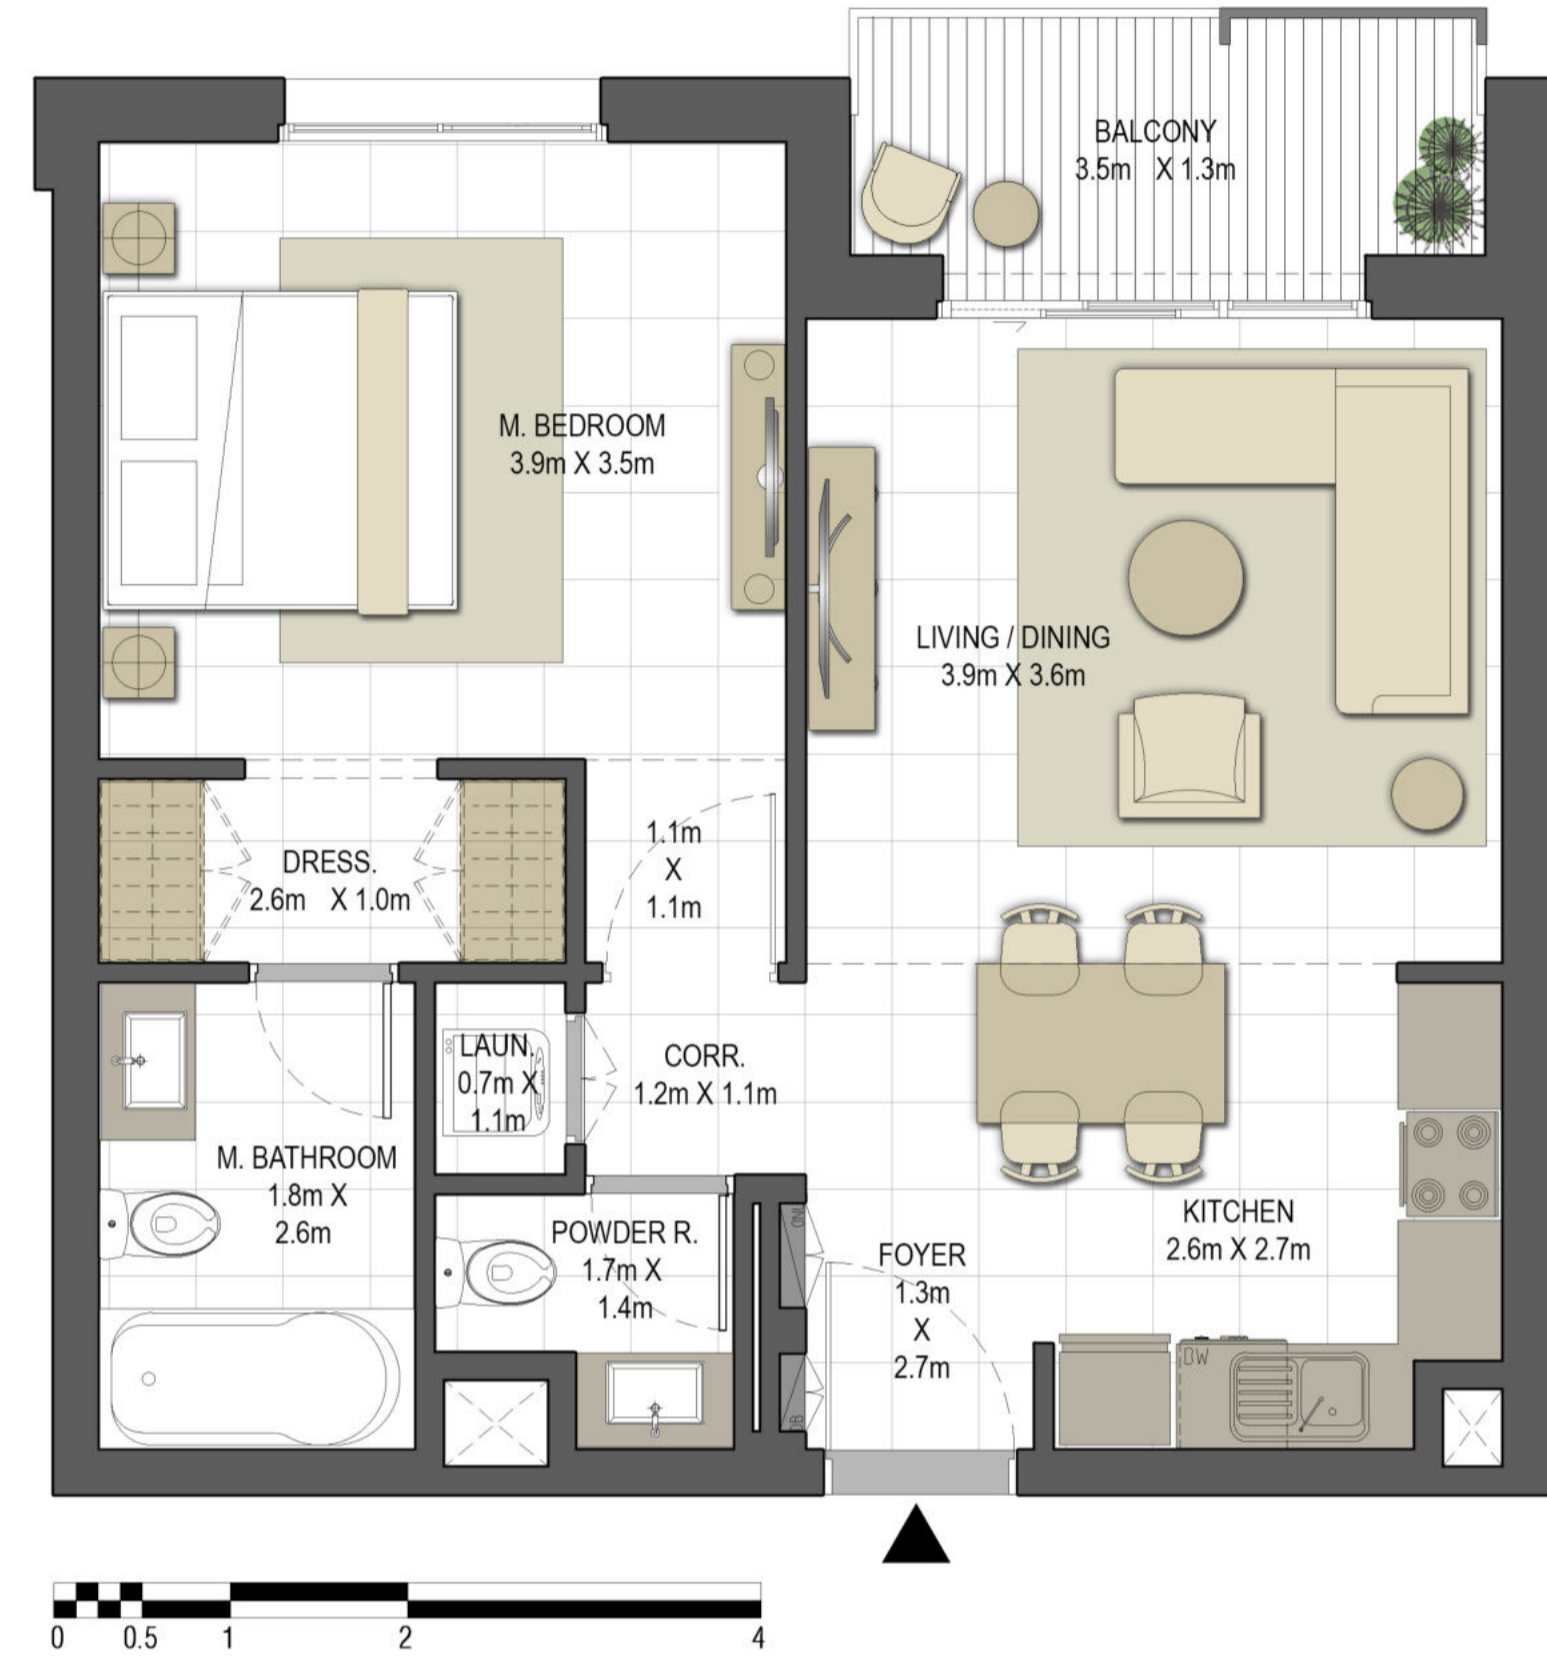 BALCONY
3.5m X 1.3m
M. BEDROOM
3.9m X 3.5m
LIVING / DINING
3.9m X 3.6m
1.1m
X
1.1m
DRESS.
2.6m X 1.0m
LAUN.
0.7m X
1.1m
CORR.
1.2m X 1.1m
M. BATHROOM
1.8m X
2.6m
POWDER R.
1.7m X
1.4m
FOYER
1.3m
X
2.7m
KITCHEN
2.6m X 2.7m
BW
DB
0 0.5 1 2 4